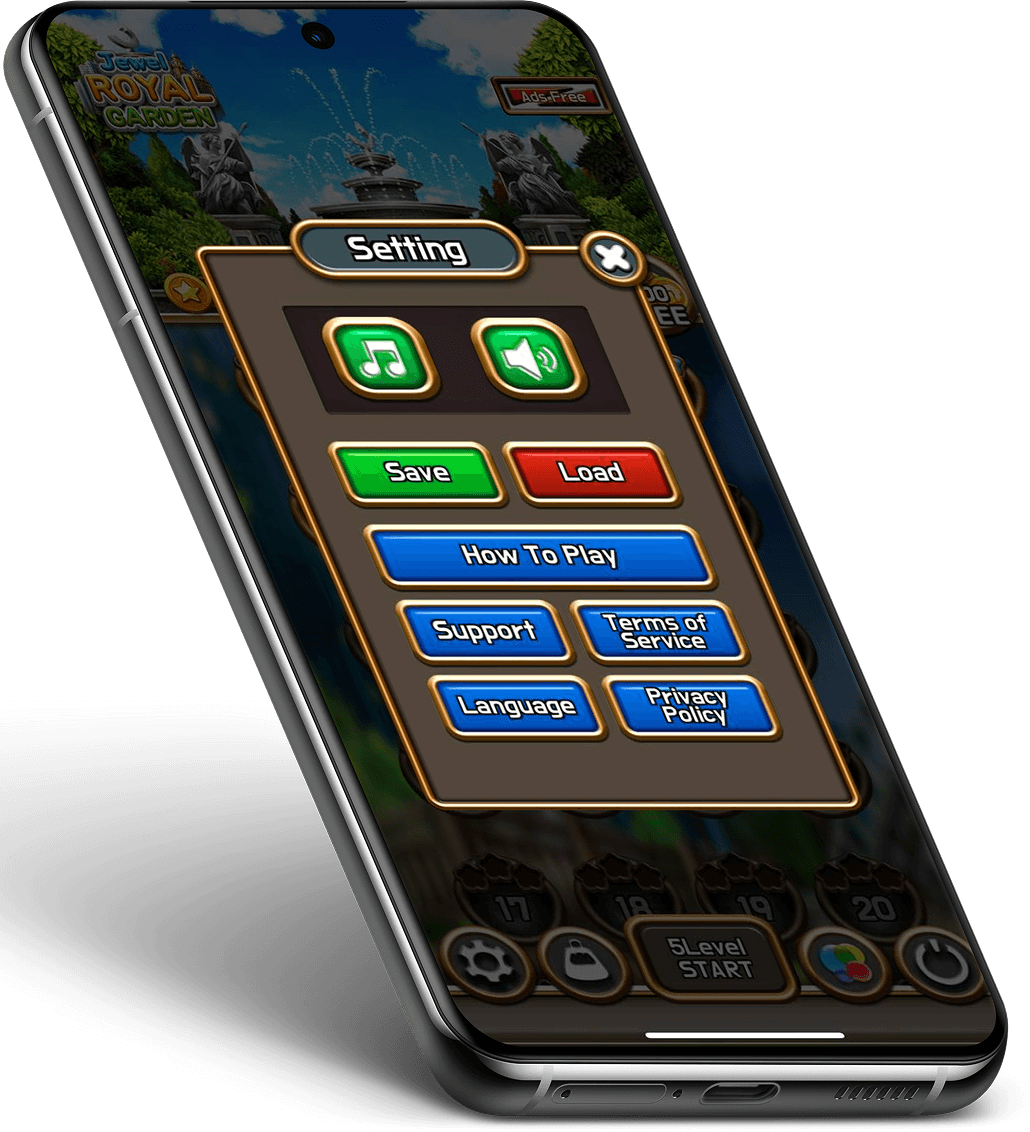 Jewel
ROYAL
GARDEN
Ads-Free
Setting
Save
Load
How To Play
Support
Terms of
Service
Language
Privacy
Policy
17
18
19
20
5Level
START